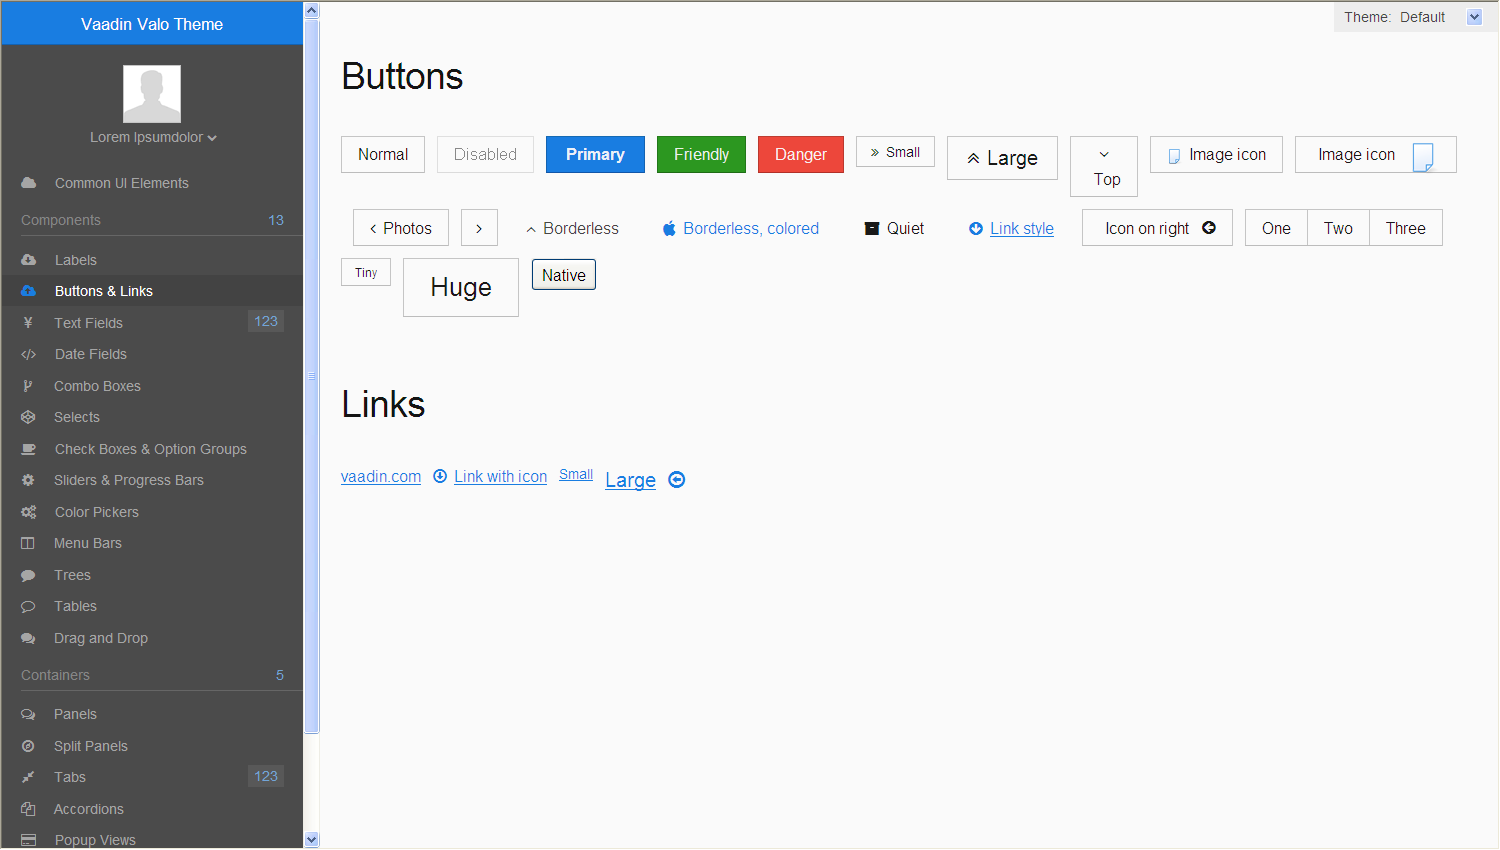 Vaadin Valo Theme
Lorem Ipsumdolor
Common UI Elements
Components 13
Labels
Buttons & Links
Text Fields 123
Date Fields
Combo Boxes
Selects
Check Boxes & Option Groups
Sliders & Progress Bars
Color Pickers
Menu Bars
Trees
Tables
Drag and Drop
Containers 5
Panels
Split Panels
Tabs 123
Accordions
Popup Views
Theme: Default
Buttons
Normal Disabled Primary Friendly Danger Small Large Top Image icon Image icon
Photos Borderless Borderless, colored Quiet Link style Icon on right One Two Three
Tiny Huge Native
Links
vaadin.com Link with icon Small Large